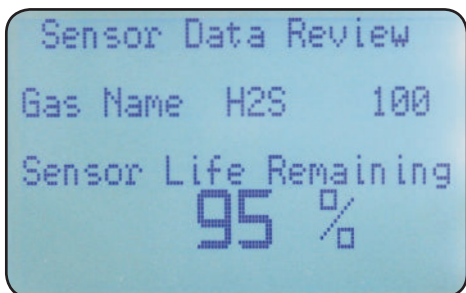 Sensor Data Review
Gas Name H2S 100
Sensor Life Remaining
95 %